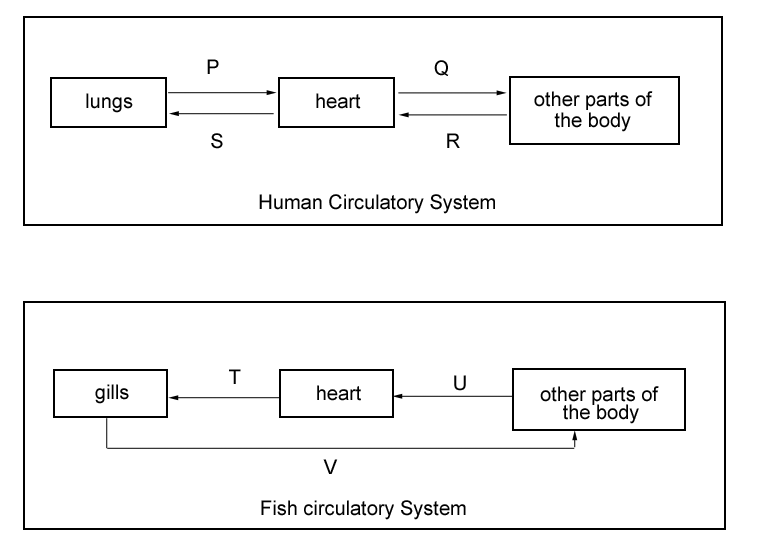 P
Q
lungs
heart
other parts of
the body
S
R
Human Circulatory System
T
U
gills
heart
other parts of
the body
V
Fish circulatory System